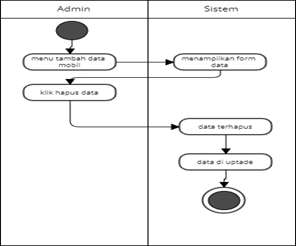 Admin
Sistem
menu tambah data
mobil
menampilkan form
data
klik hapus data
data terhapus
data di uptade